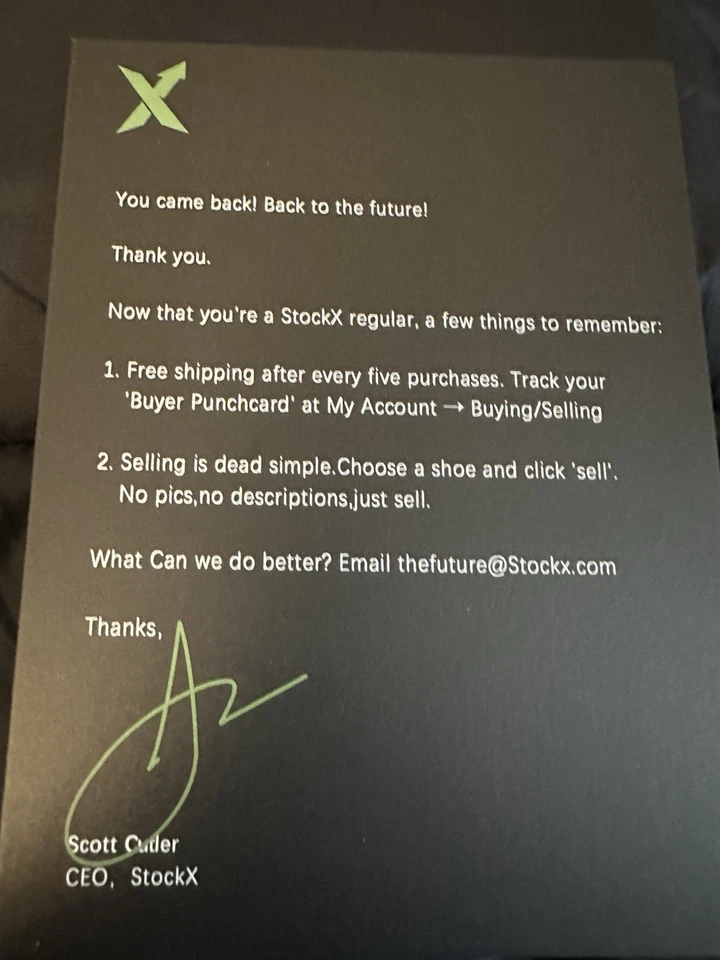 You came back! Back to the future!
Thank you.
Now that you're a StockX regular, a few things to remember:
1. Free shipping after every five purchases. Track your
'Buyer Punchcard' at My Account → Buying/Selling
2. Selling is dead simple.Choose a shoe and click 'sell'.
No pics,no descriptions,just sell.
What Can we do better? Email thefuture@Stockx.com
Thanks,
Scott Cutler
CEO, StockX